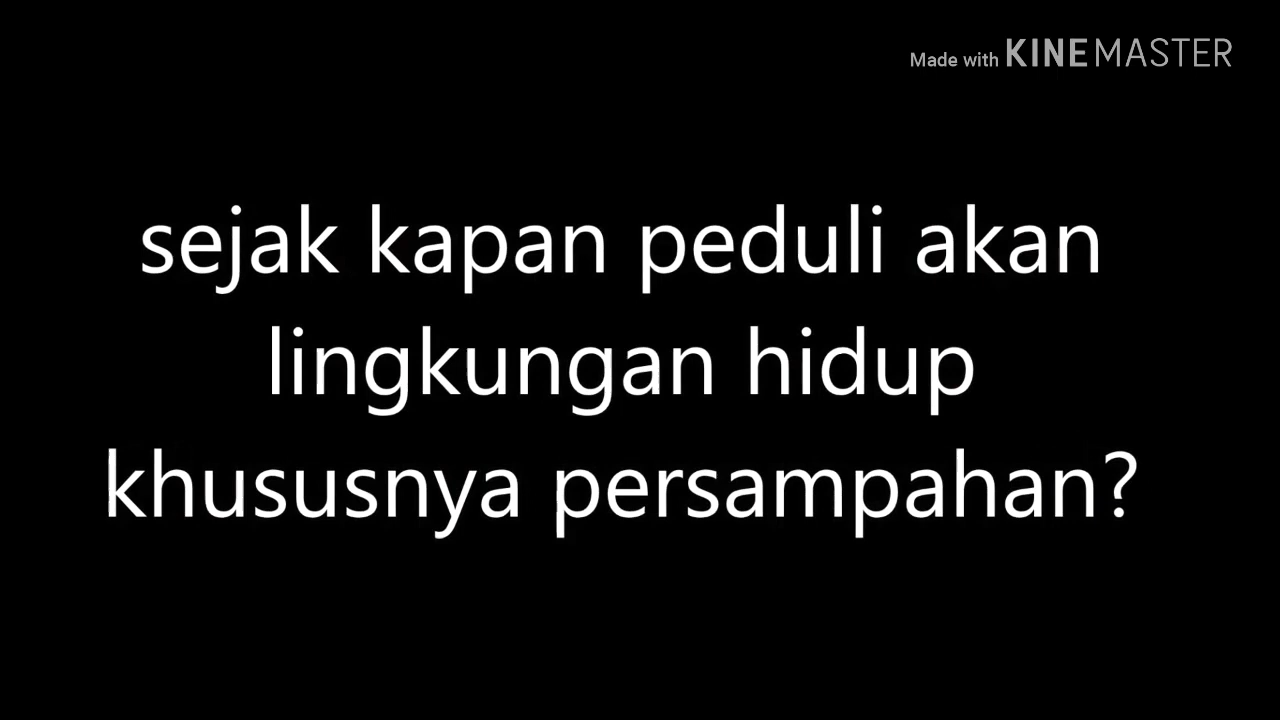 Made with KINEMASTER
sejak kapan peduli akan
lingkungan hidup
khususnya persampahan?